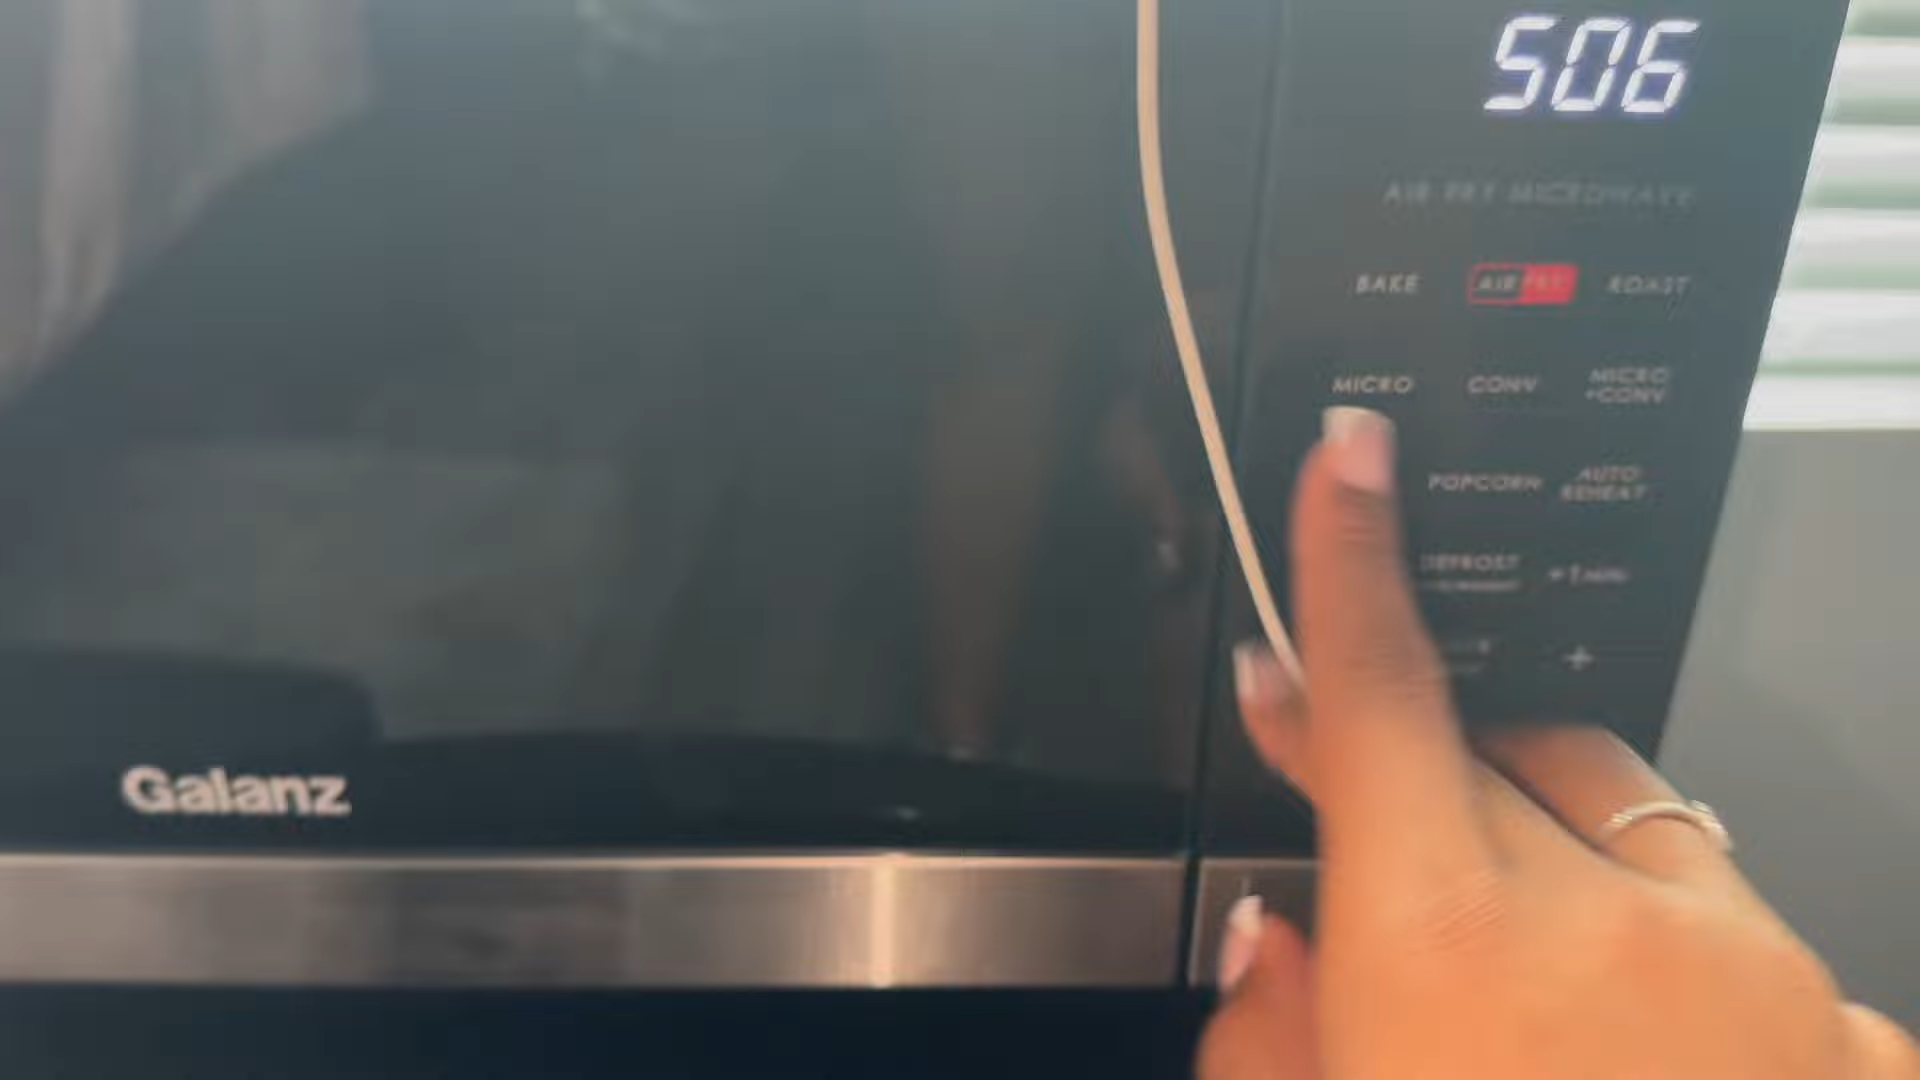 506
AIR FRY MICROWAVE
BAKE AIR FRY ROAST
MICRO CONV MICRO +CONV
POPCORN AUTO REHEAT
DEFROST +1 MIN
+
Galanz